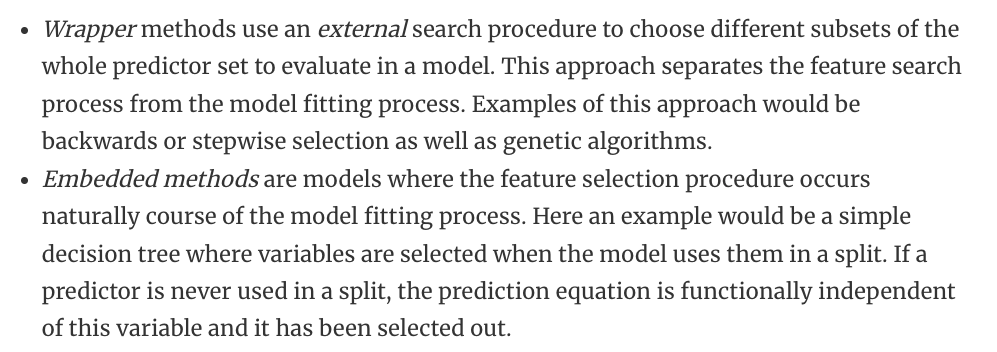 • Wrapper methods use an external search procedure to choose different subsets of the
whole predictor set to evaluate in a model. This approach separates the feature search
process from the model fitting process. Examples of this approach would be
backwards or stepwise selection as well as genetic algorithms.
• Embedded methods are models where the feature selection procedure occurs
naturally course of the model fitting process. Here an example would be a simple
decision tree where variables are selected when the model uses them in a split. If a
predictor is never used in a split, the prediction equation is functionally independent
of this variable and it has been selected out.